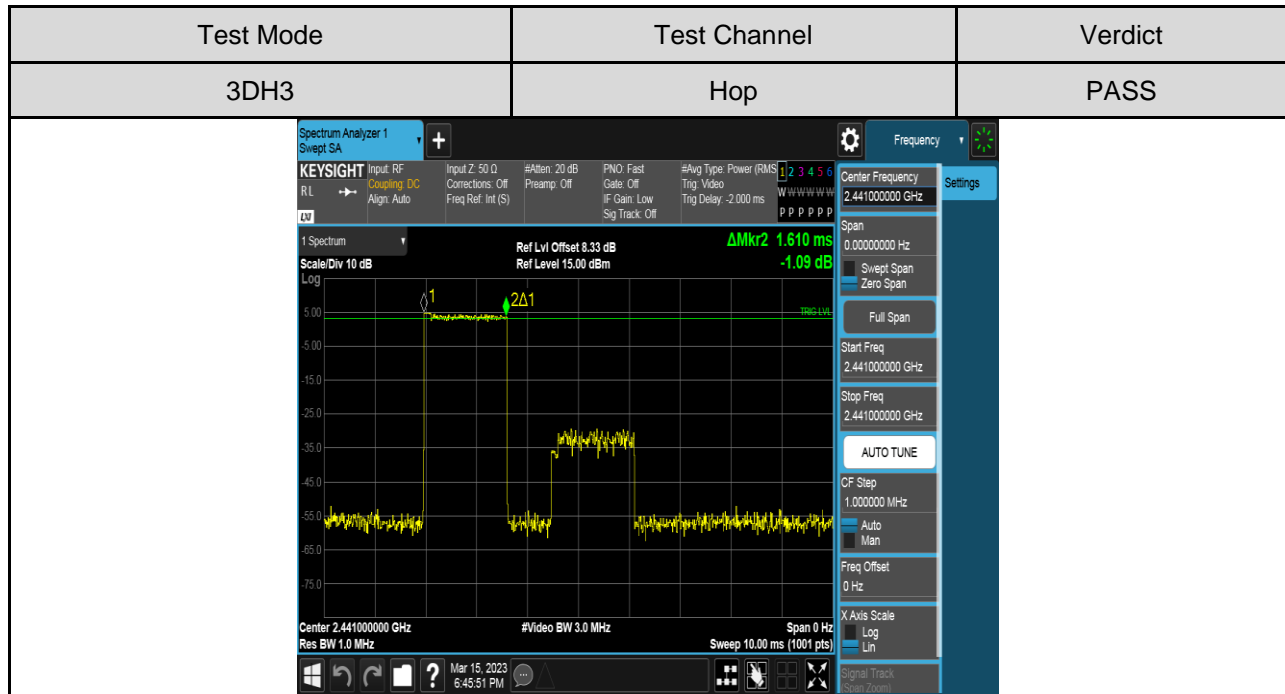 Test Mode Test Channel Verdict
3DH3 Hop PASS
Spectrum Analyzer 1
Swept SA
+
Frequency
KEYSIGHT
RL
LXI
Input: RF
Coupling: DC
Align: Auto
Input Z: 50 Ω
Corrections: Off
Freq Ref: Int (S)
#Atten: 20 dB
Preamp: Off
PNO: Fast
Gate: Off
IF Gain: Low
Sig Track: Off
#Avg Type: Power (RMS
Trig: Video
Trig Delay: -2.000 ms
1 2 3 4 5 6
W W W W W W
P P P P P P
1 Spectrum
Scale/Div 10 dB
Log
Ref Lvl Offset 8.33 dB
Ref Level 15.00 dBm
ΔMkr2 1.610 ms
-1.09 dB
1
2Δ1
TRIG LVL
5.00
-5.00
-15.0
-25.0
-35.0
-45.0
-55.0
-65.0
-75.0
Center 2.441000000 GHz
Res BW 1.0 MHz
#Video BW 3.0 MHz
Span 0 Hz
Sweep 10.00 ms (1001 pts)
Center Frequency
2.441000000 GHz
Settings
Span
0.00000000 Hz
Swept Span
Zero Span
Full Span
Start Freq
2.441000000 GHz
Stop Freq
2.441000000 GHz
AUTO TUNE
CF Step
1.000000 MHz
Auto
Man
Freq Offset
0 Hz
X Axis Scale
Log
Lin
Signal Track
(Span Zoom)
?
Mar 15, 2023
6:45:51 PM